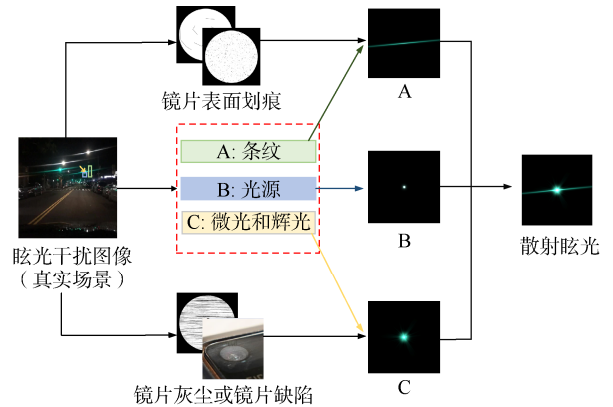 镜片表面划痕
A
A: 条纹
B: 光源
C: 微光和辉光
B
眩光干扰图像
（真实场景）
散射眩光
镜片灰尘或镜片缺陷
C